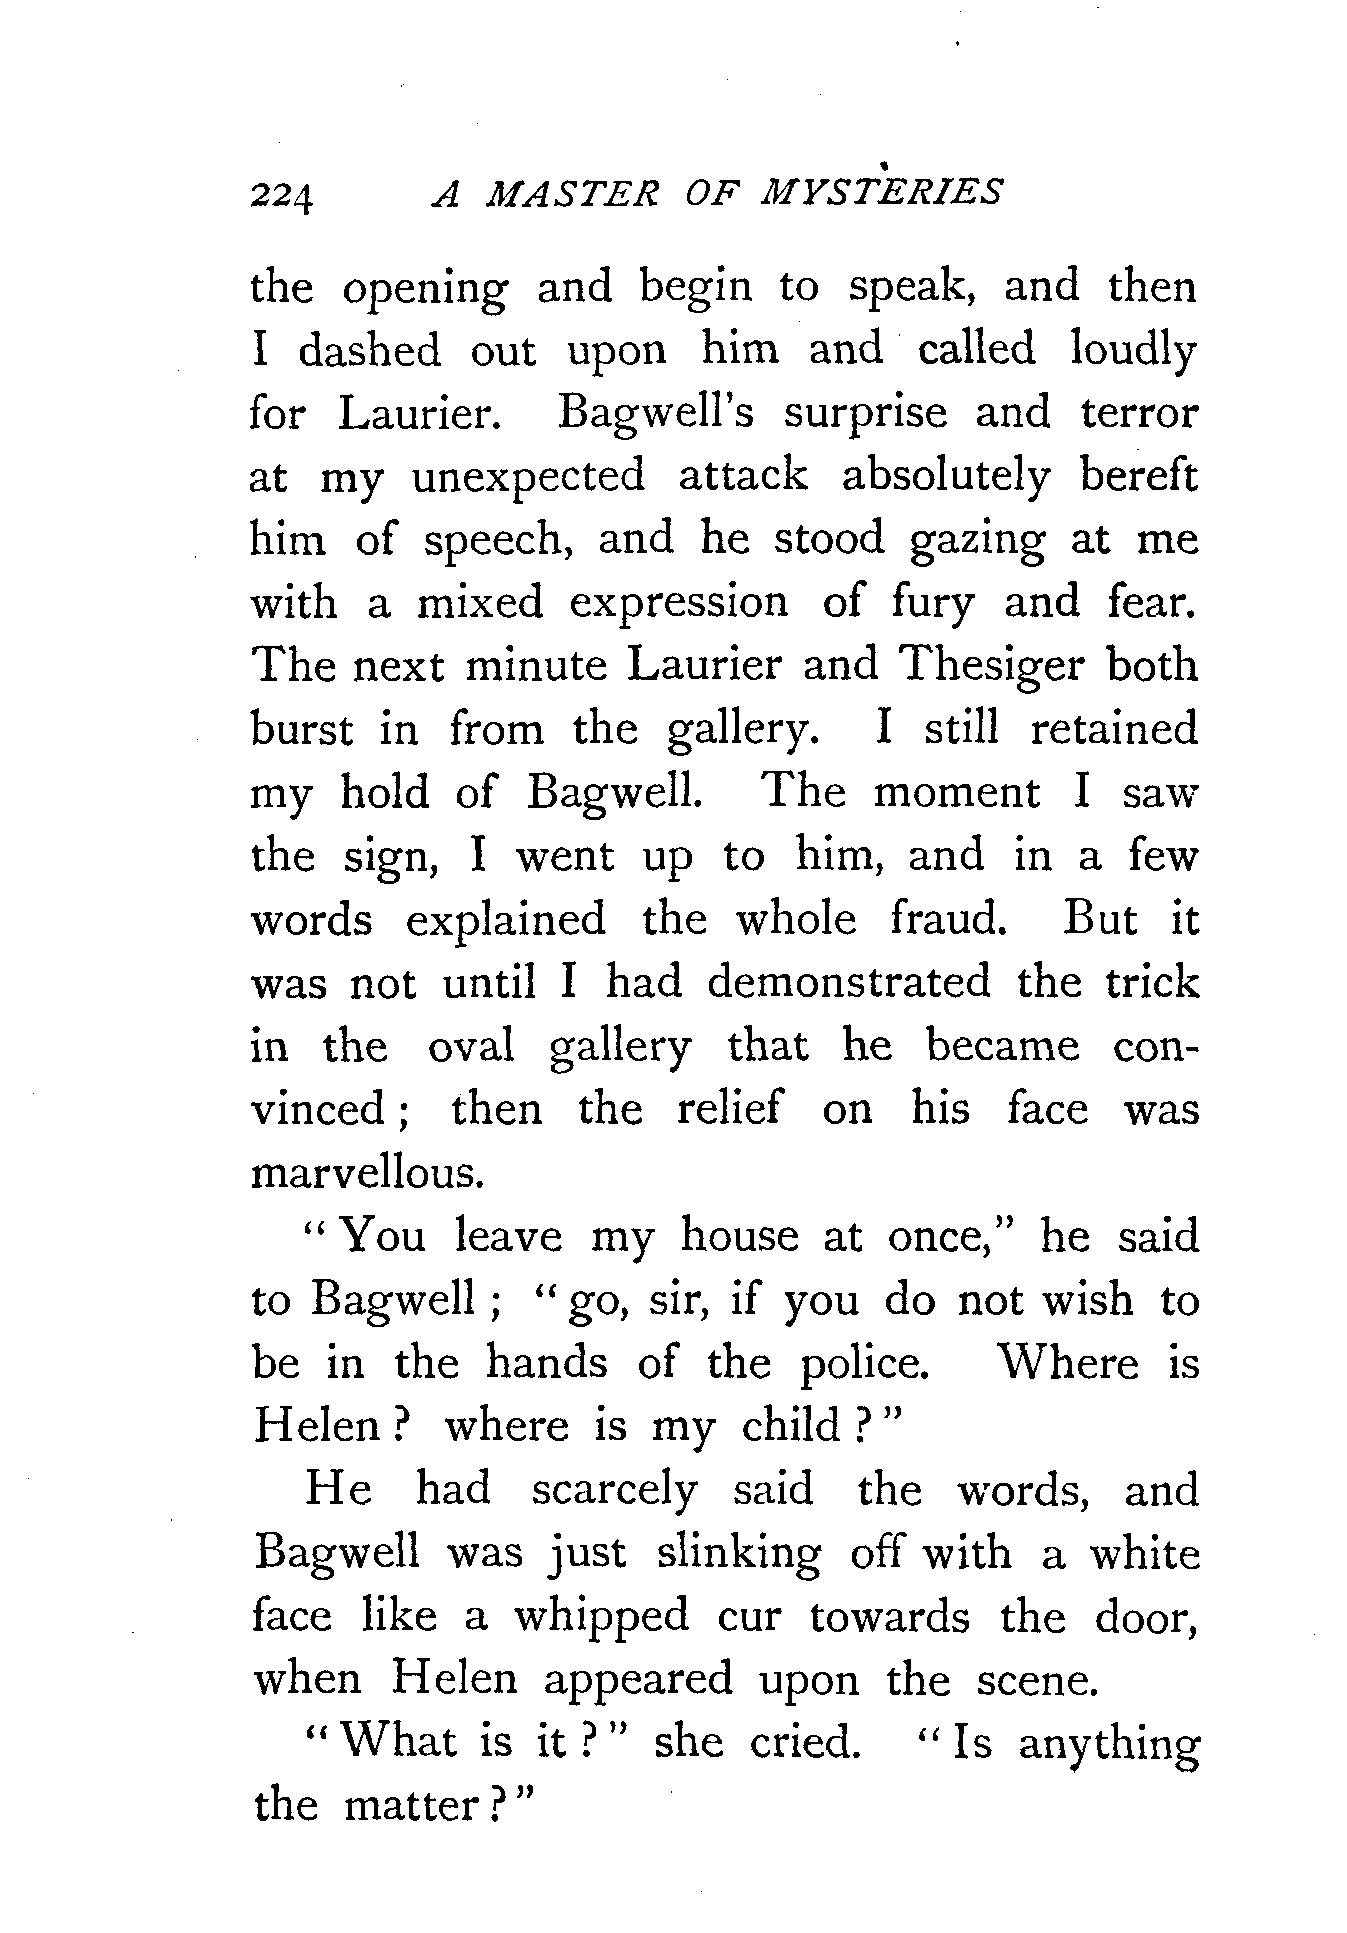 224 A MASTER OF MYSTERIES
the opening and begin to speak, and then
I dashed out upon him and called loudly
for Laurier. Bagwell's surprise and terror
at my unexpected attack absolutely bereft
him of speech, and he stood gazing at me
with a mixed expression of fury and fear.
The next minute Laurier and Thesiger both
burst in from the gallery. I still retained
my hold of Bagwell. The moment I saw
the sign, I went up to him, and in a few
words explained the whole fraud. But it
was not until I had demonstrated the trick
in the oval gallery that he became con-
vinced ; then the relief on his face was
marvellous.
“ You leave my house at once,” he said
to Bagwell ; “ go, sir, if you do not wish to
be in the hands of the police. Where is
Helen ? where is my child ? ”
He had scarcely said the words, and
Bagwell was just slinking off with a white
face like a whipped cur towards the door,
when Helen appeared upon the scene.
“ What is it ? ” she cried. “ Is anything
the matter ? ”